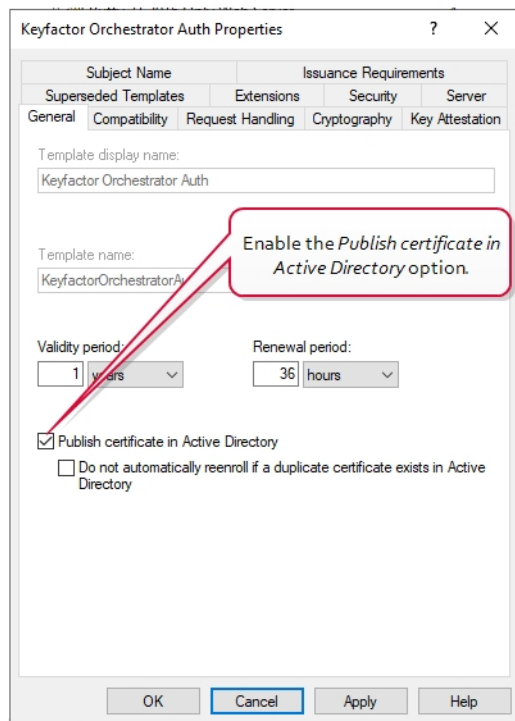 Keyfactor Orchestrator Auth Properties ? ×
Subject Name Issuance Requirements
Superseded Templates Extensions Security Server
General Compatibility Request Handling Cryptography Key Attestation
Template display name:
Keyfactor Orchestrator Auth
Enable the Publish certificate in
Active Directory option.
Template name:
Validity period: Renewal period:
1 years 36 hours
Publish certificate in Active Directory
Do not automatically reenroll if a duplicate certificate exists in Active
Directory
OK Cancel Apply Help